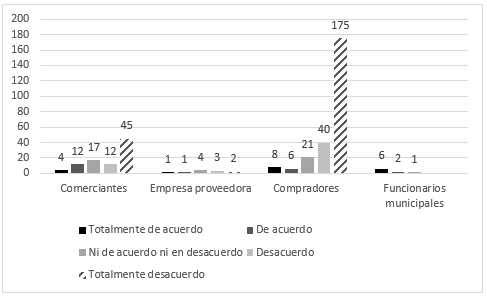 200
180
160
140
120
100
80
60
40
20
0
4 12 17 12 45
1 1 4 3 2
8 6 21 40 175
6 2 1
Comerciantes Empresa proveedora Compradores Funcionarios
municipales
Totalmente de acuerdo De acuerdo
Ni de acuerdo ni en desacuerdo Desacuerdo
Totalmente desacuerdo